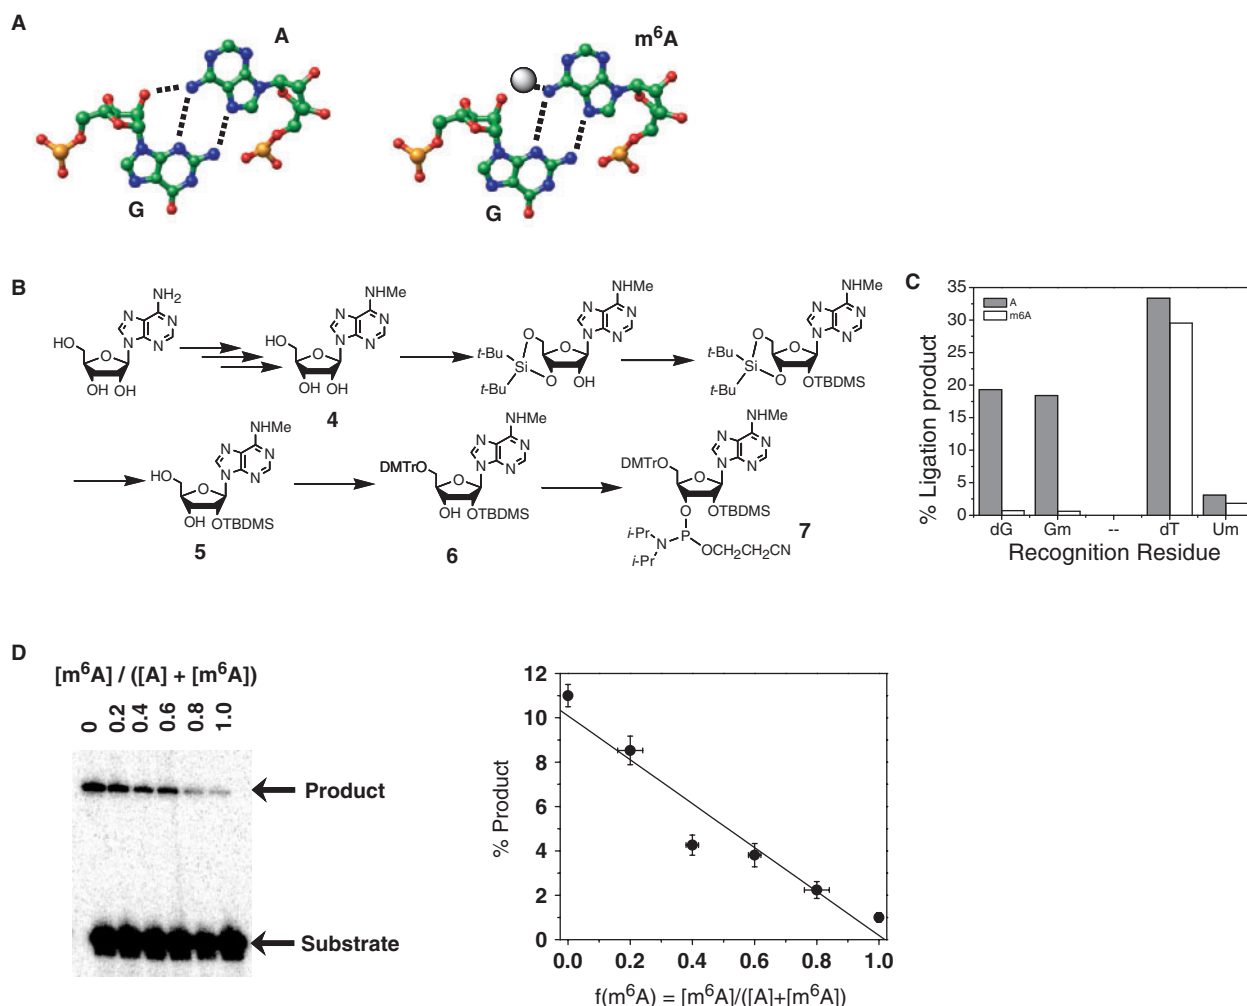 A
A
m⁶A
G
G
B
NH₂
N
N
N
N
HO
O
OH OH
NHMe
N
N
N
N
HO
O
OH OH
4
NHMe
N
N
N
N
O
O
t-Bu
Si
t-Bu
O
OH
NHMe
N
N
N
N
O
O
t-Bu
Si
t-Bu
O
OTBDMS
NHMe
N
N
N
N
HO
O
OH
OTBDMS
5
NHMe
N
N
N
N
DMTrO
O
OH
OTBDMS
6
NHMe
N
N
N
N
DMTrO
O
O
OTBDMS
i-Pr
N
P
OCH₂CH₂CN
i-Pr
7
C
% Ligation product
35
30
25
20
15
10
5
0
A
m6A
dG Gm -- dT Um
Recognition Residue
D
[m⁶A] / ([A] + [m⁶A])
0 0.2 0.4 0.6 0.8 1.0
Product
Substrate
% Product
12
10
8
6
4
2
0
0.0 0.2 0.4 0.6 0.8 1.0
f(m⁶A) = [m⁶A]/([A]+[m⁶A])